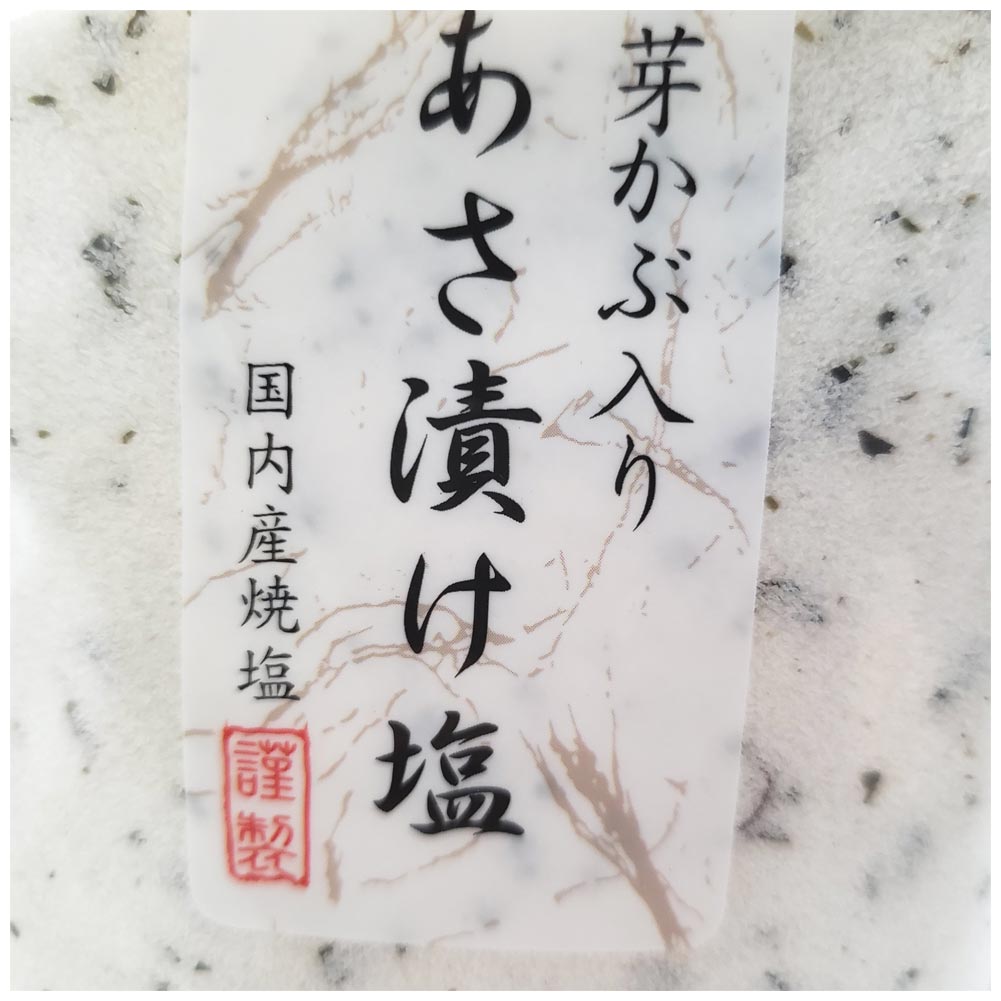 芽かぶ入り
あさ漬け塩
国内産焼塩
謹製